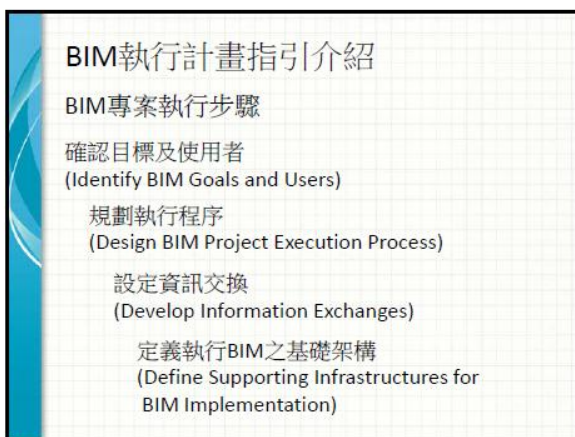 BIM執行計畫指引介紹
BIM專案執行步驟
確認目標及使用者
(Identify BIM Goals and Users)
規劃執行程序
(Design BIM Project Execution Process)
設定資訊交換
(Develop Information Exchanges)
定義執行BIM之基礎架構
(Define Supporting Infrastructures for
BIM Implementation)